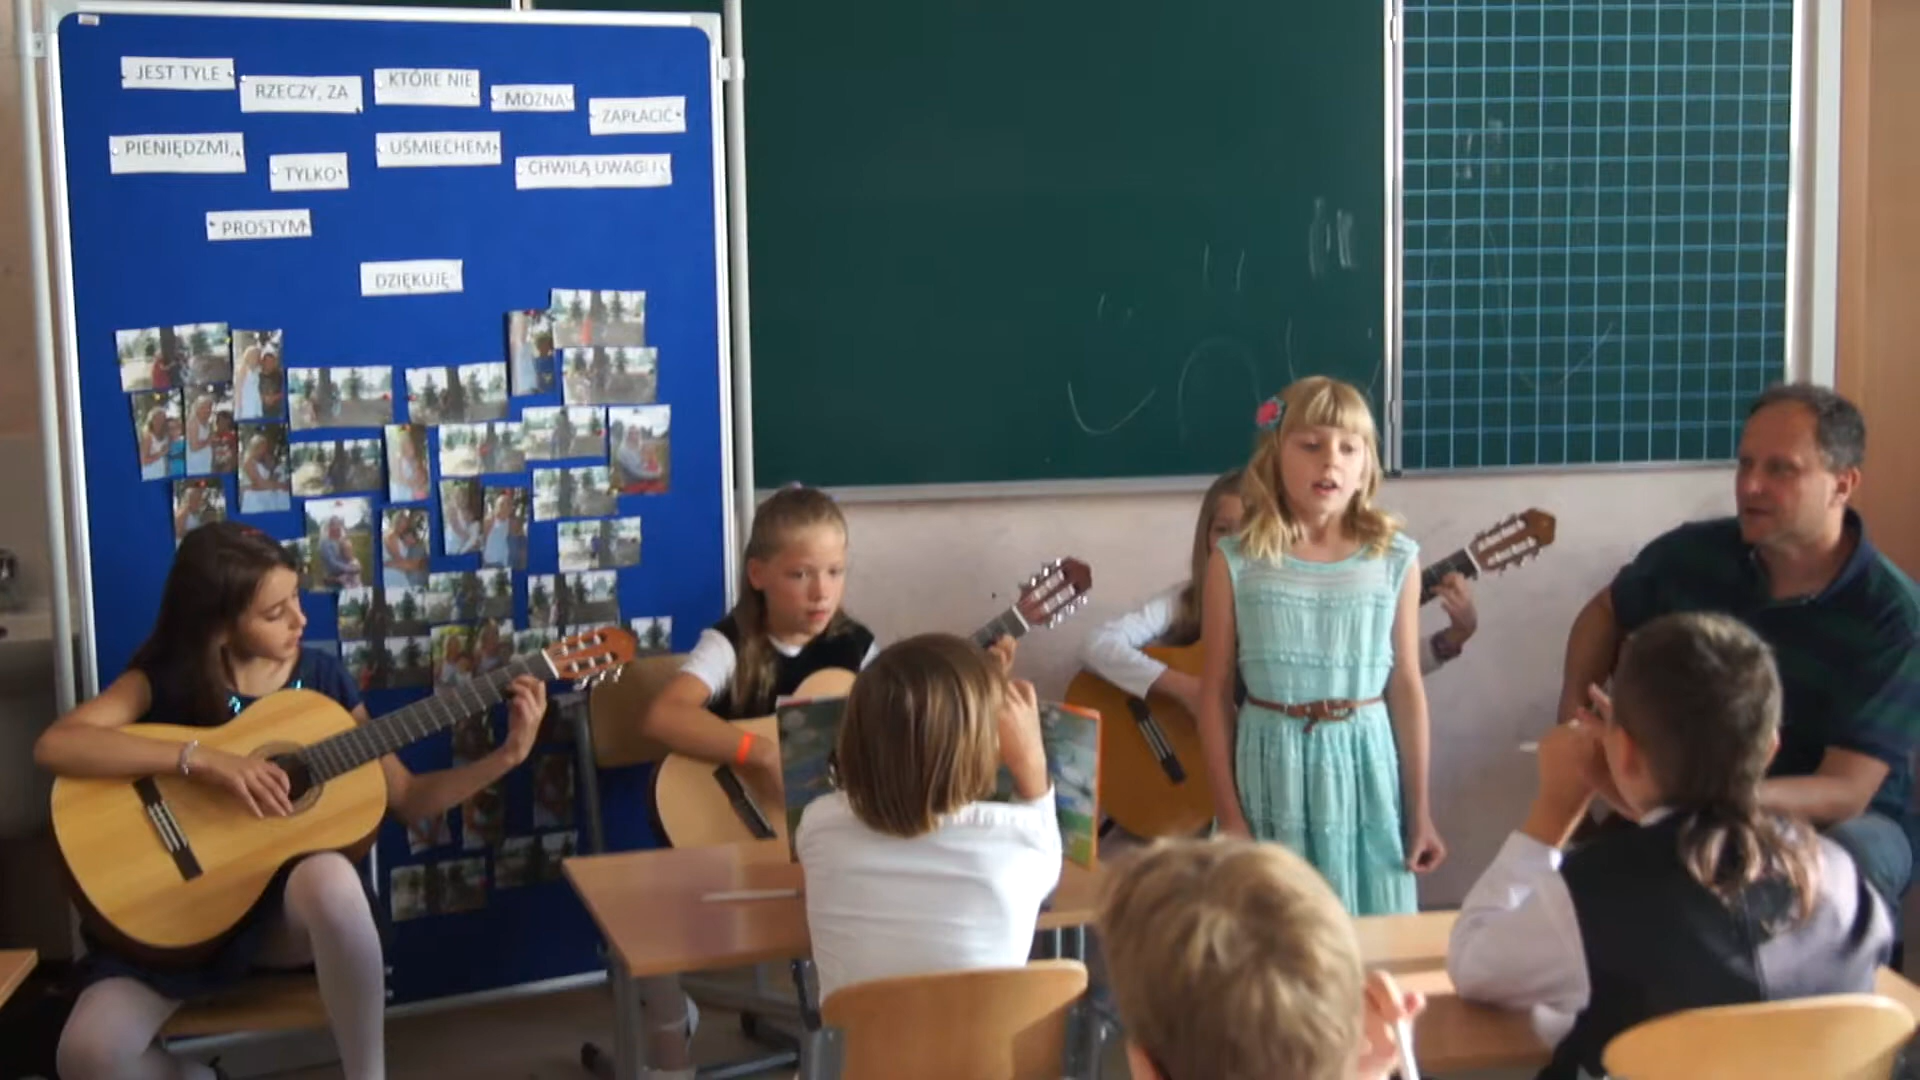 JEST TYLE RZECZY, ZA KTÓRE NIE MOŻNA ZAPŁACIĆ
PIENIĘDZMI, TYLKO UŚMIECHEM, CHWILĄ UWAGI I
PROSTYM
DZIĘKUJĘ